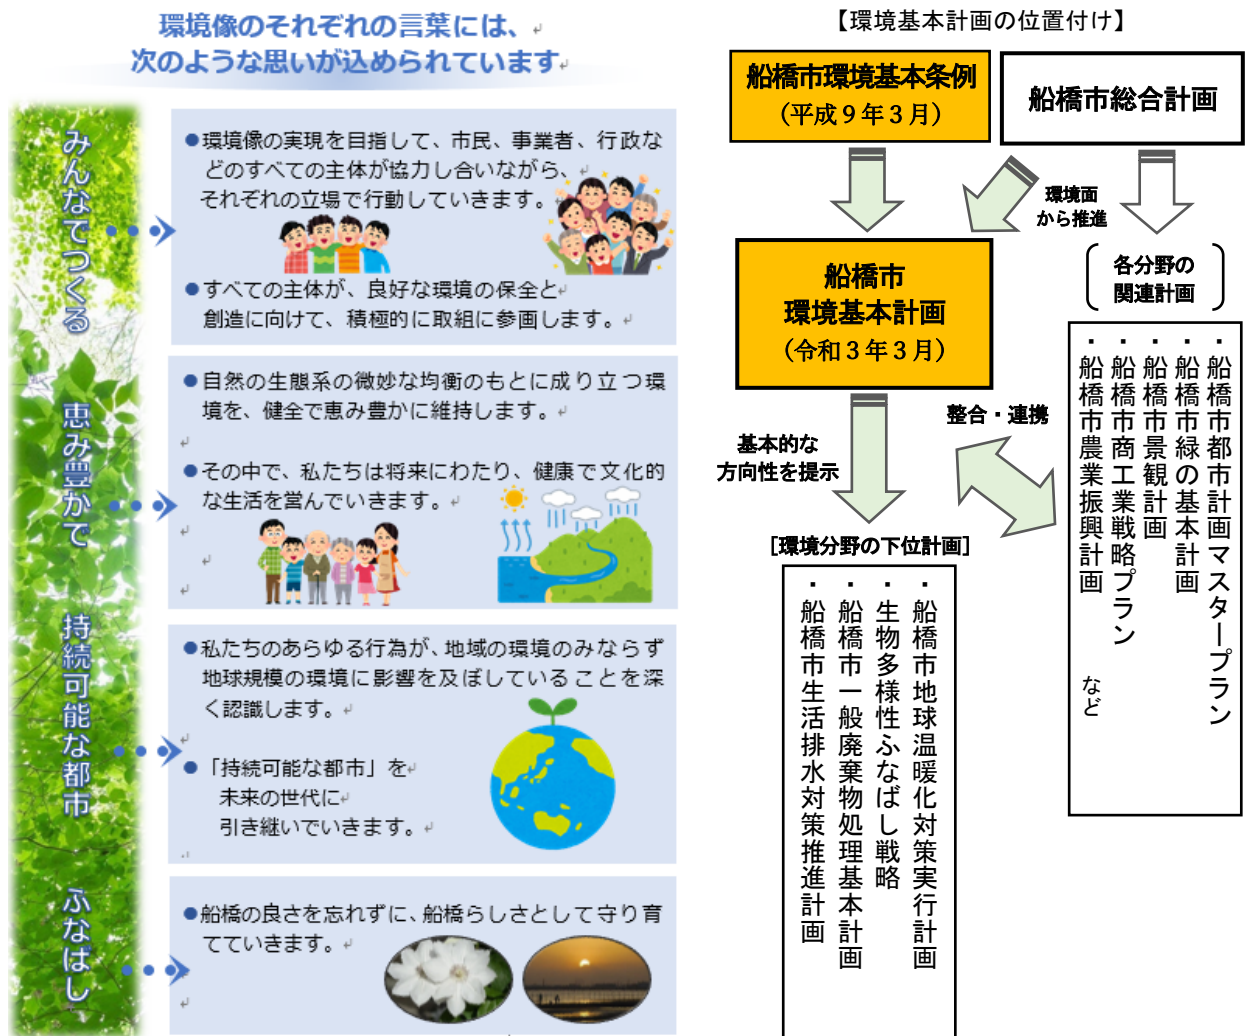 環境像のそれぞれの言葉には、
次のような思いが込められています
みんなでつくる
●環境像の実現を目指して、市民、事業者、行政な
どのすべての主体が協力し合いながら、
それぞれの立場で行動していきます。
●すべての主体が、良好な環境の保全と
創造に向けて、積極的に取組に参画します。
恵み豊かで
●自然の生態系の微妙な均衡のもとに成り立つ環
境を、健全で恵み豊かに維持します。
●その中で、私たちは将来にわたり、健康で文化的
な生活を営んでいきます。
持続可能な都市
●私たちのあらゆる行為が、地域の環境のみならず
地球規模の環境に影響を及ぼしていることを深
く認識します。
●「持続可能な都市」を
未来の世代に
引き継いでいきます。
ふなばし
●船橋の良さを忘れずに、船橋らしさとして守り育
てていきます。
【環境基本計画の位置付け】
船橋市環境基本条例
（平成９年３月）
船橋市総合計画
環境面
から推進
船橋市
環境基本計画
（令和３年３月）
各分野の
関連計画
・船橋市都市計画マスタープラン
・船橋市緑の基本計画
・船橋市景観計画
・船橋市商工業戦略プラン
・船橋市農業振興計画　など
整合・連携
基本的な
方向性を提示
［環境分野の下位計画］
・船橋市地球温暖化対策実行計画
・生物多様性ふなばし戦略
・船橋市一般廃棄物処理基本計画
・船橋市生活排水対策推進計画